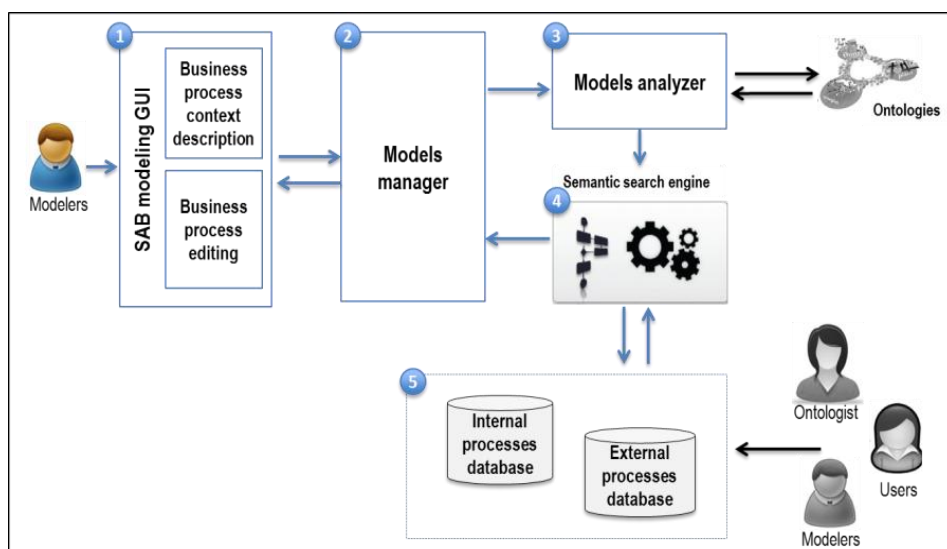 1
SAB modeling GUI
Business
process
context
description
Business
process
editing
Modelers
2
Models
manager
3
Models analyzer
Ontologies
Semantic search engine
4
5
Internal
processes
database
External
processes
database
Ontologist
Users
Modelers